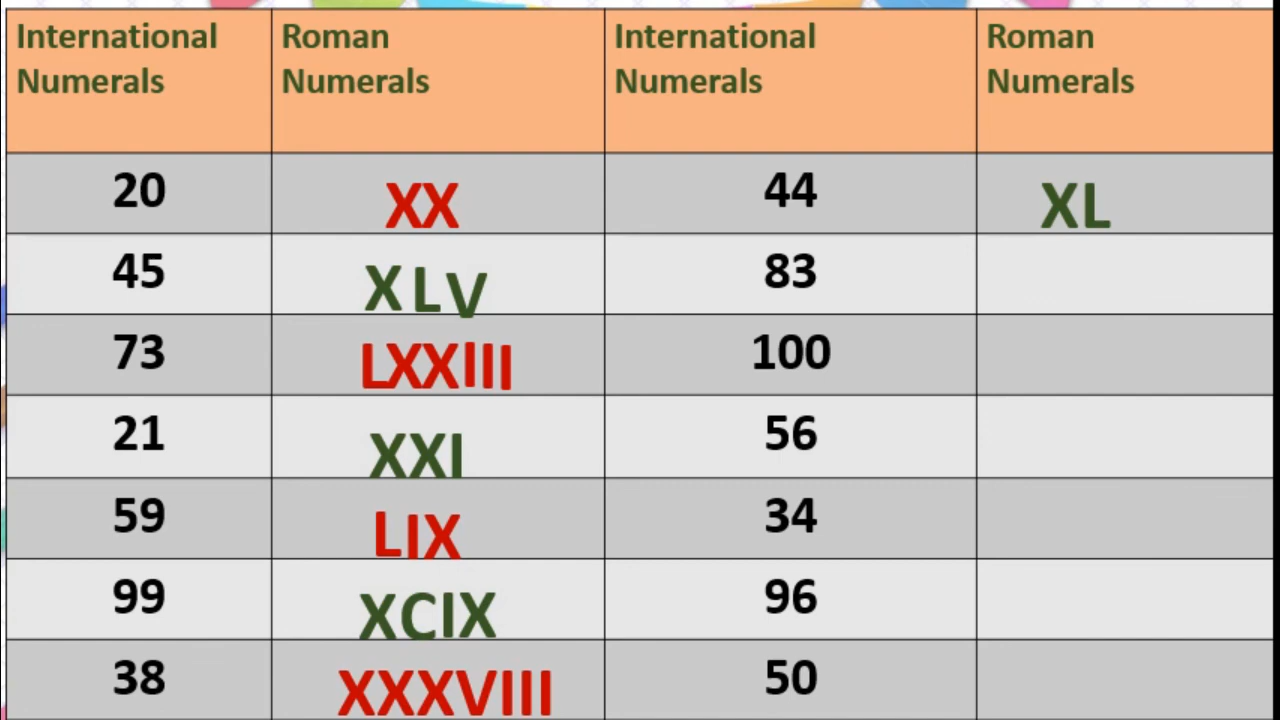 International Numerals Roman Numerals International Numerals Roman Numerals
20 XX 44 XL
45 XLV 83
73 LXXIII 100
21 XXI 56
59 LIX 34
99 XCIX 96
38 XXXVIII 50